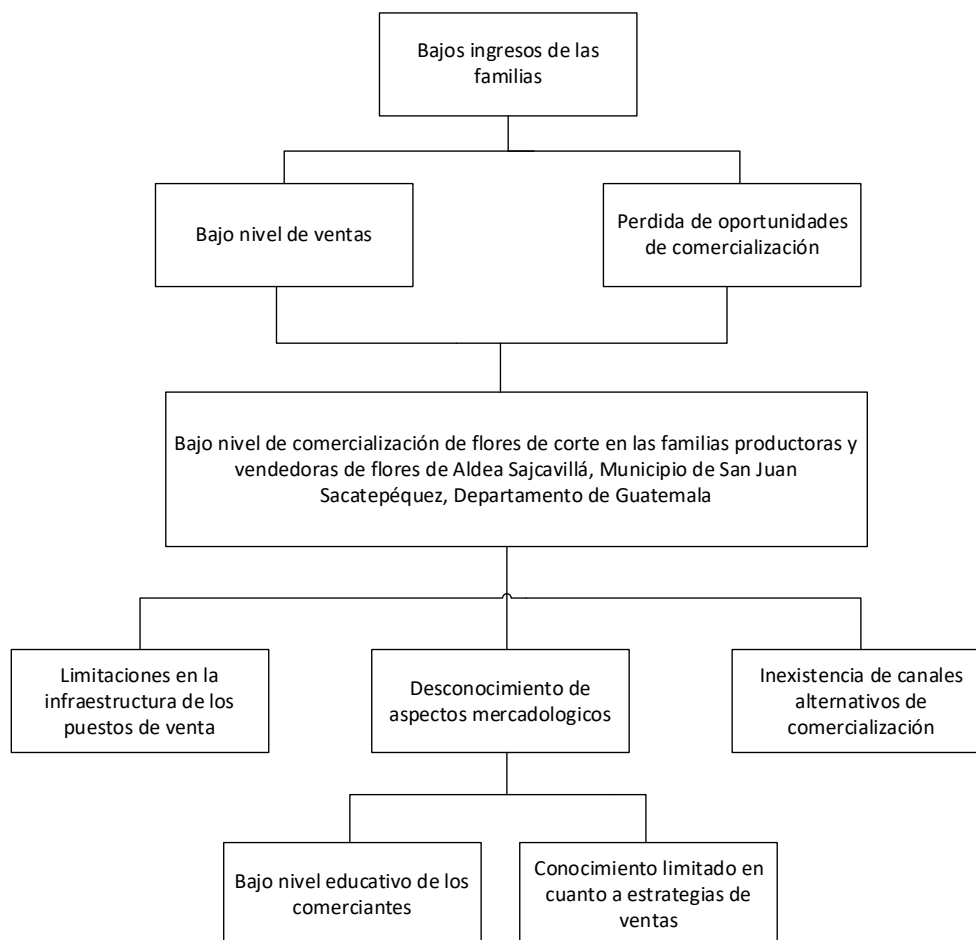 Bajos ingresos de las
familias
Bajo nivel de ventas
Perdida de oportunidades
de comercialización
Bajo nivel de comercialización de flores de corte en las familias productoras y
vendedoras de flores de Aldea Sajcavillá, Municipio de San Juan
Sacatepéquez, Departamento de Guatemala
Limitaciones en la
infraestructura de los
puestos de venta
Desconocimiento de
aspectos mercadologicos
Inexistencia de canales
alternativos de
comercialización
Bajo nivel educativo de los
comerciantes
Conocimiento limitado en
cuanto a estrategias de
ventas